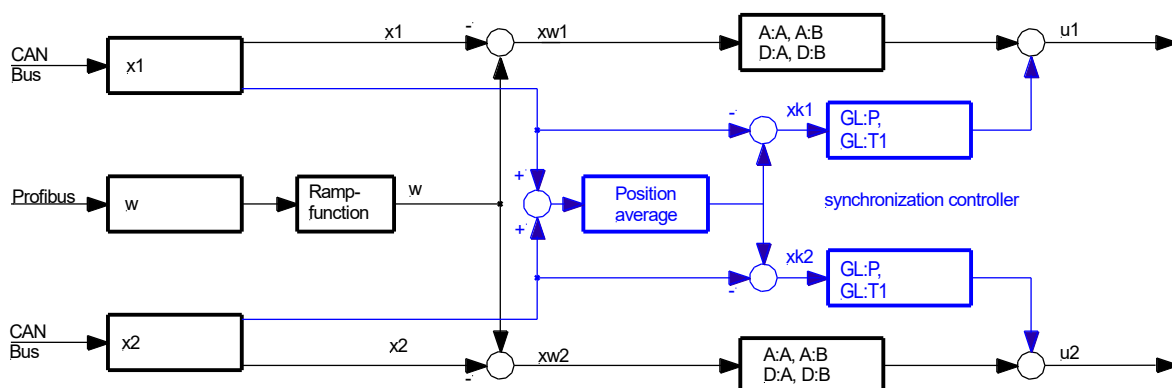 x1
-
xw1
A:A, A:B
D:A, D:B
u1
CAN
Bus
x1
-
xk1
GL:P,
GL:T1
Profibus
w
Ramp-
function
w
+
+
Position
average
synchronization controller
xk2
-
GL:P,
GL:T1
CAN
Bus
x2
x2
-
xw2
A:A, A:B
D:A, D:B
u2